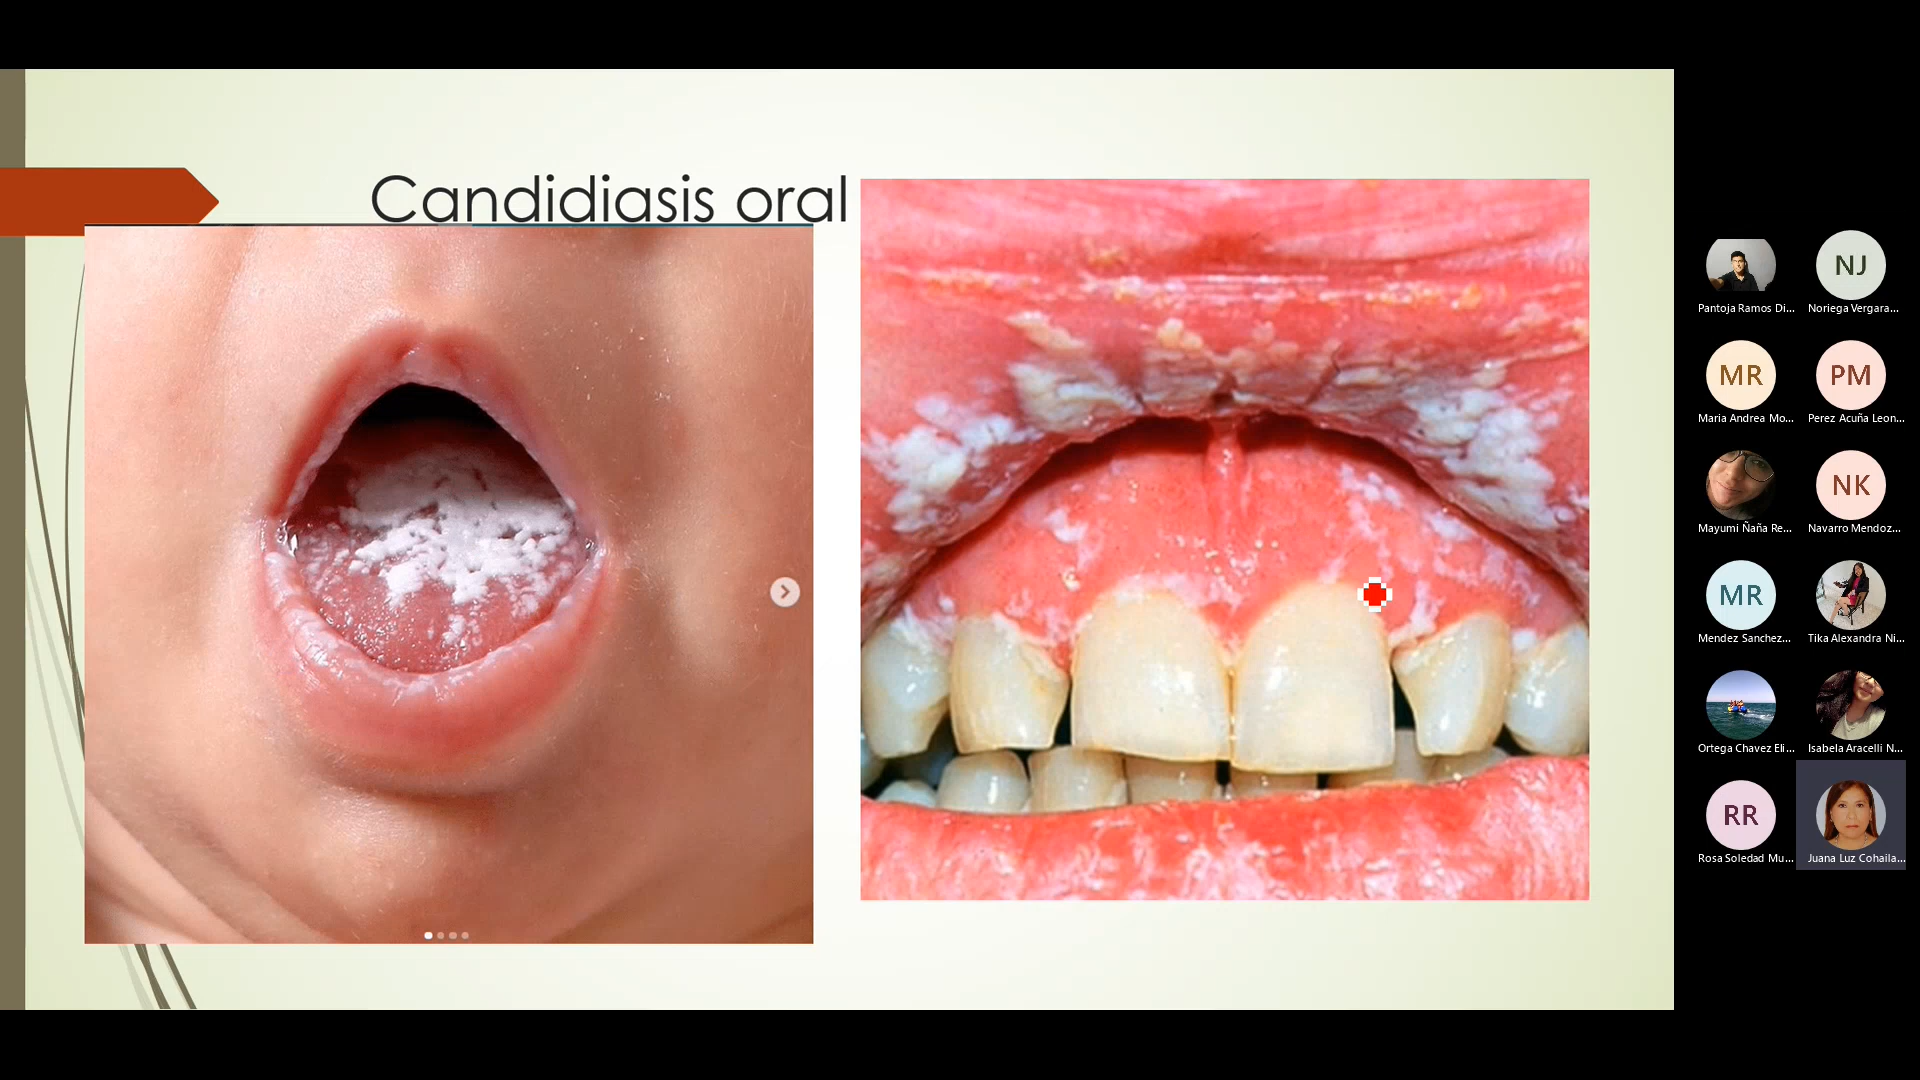 Candidiasis oral
NJ
Pantoja Ramos Di...
Noriega Vergara...
MR
PM
Maria Andrea Mo...
Perez Acuña Leon...
NK
Mayumi Ñaña Re...
Navarro Mendoz...
MR
Mendez Sanchez...
Tika Alexandra Ni...
Ortega Chavez Eli...
Isabela Aracelli N...
RR
Rosa Soledad Mu...
Juana Luz Cohaila...